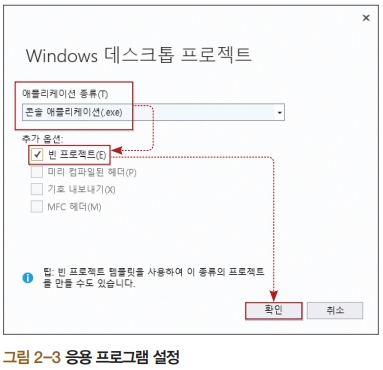 Windows 데스크톱 프로젝트
애플리케이션 종류(T)
콘솔 애플리케이션(.exe)
추가 옵션:
빈 프로젝트(E)
미리 컴파일된 헤더(P)
기호 내보내기(X)
MFC 헤더(M)
팁: 빈 프로젝트 템플릿을 사용하여 이 종류의 프로젝트
를 만들 수도 있습니다.
확인 취소
그림 2-3 응용 프로그램 설정